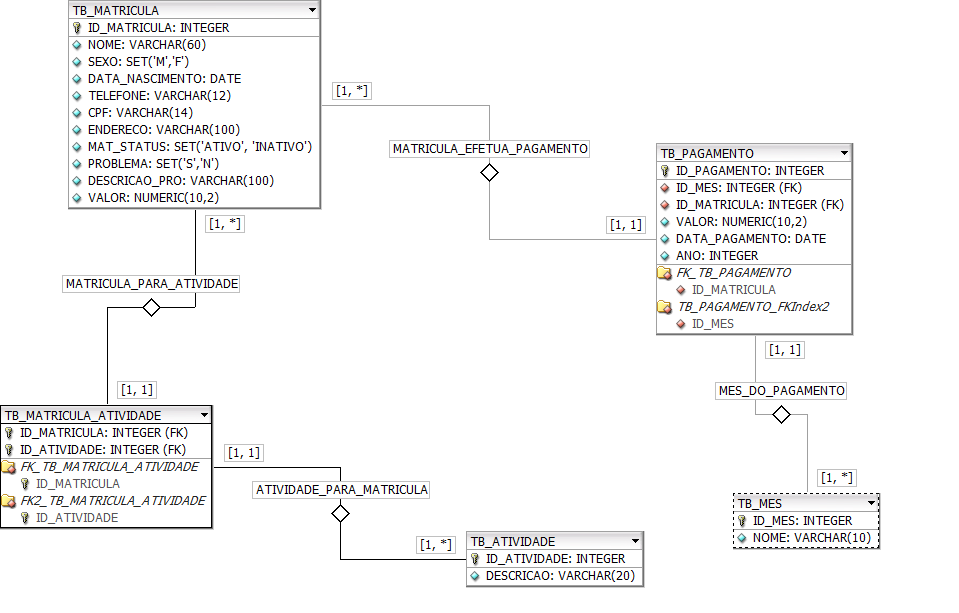 TB_MATRICULA
ID_MATRICULA: INTEGER
NOME: VARCHAR(60)
SEXO: SET('M','F')
DATA_NASCIMENTO: DATE
TELEFONE: VARCHAR(12)
CPF: VARCHAR(14)
ENDERECO: VARCHAR(100)
MAT_STATUS: SET('ATIVO', 'INATIVO')
PROBLEMA: SET('S','N')
DESCRICAO_PRO: VARCHAR(100)
VALOR: NUMERIC(10,2)
[1, *]
MATRICULA_EFETUA_PAGAMENTO
[1, 1]
TB_PAGAMENTO
ID_PAGAMENTO: INTEGER
ID_MES: INTEGER (FK)
ID_MATRICULA: INTEGER (FK)
VALOR: NUMERIC(10,2)
DATA_PAGAMENTO: DATE
ANO: INTEGER
FK_TB_PAGAMENTO
ID_MATRICULA
TB_PAGAMENTO_FKIndex2
ID_MES
[1, *]
MATRICULA_PARA_ATIVIDADE
[1, 1]
[1, 1]
MES_DO_PAGAMENTO
[1, *]
TB_MATRICULA_ATIVIDADE
ID_MATRICULA: INTEGER (FK)
ID_ATIVIDADE: INTEGER (FK)
FK_TB_MATRICULA_ATIVIDADE
ID_MATRICULA
FK2_TB_MATRICULA_ATIVIDADE
ID_ATIVIDADE
[1, 1]
ATIVIDADE_PARA_MATRICULA
[1, *]
TB_ATIVIDADE
ID_ATIVIDADE: INTEGER
DESCRICAO: VARCHAR(20)
TB_MES
ID_MES: INTEGER
NOME: VARCHAR(10)